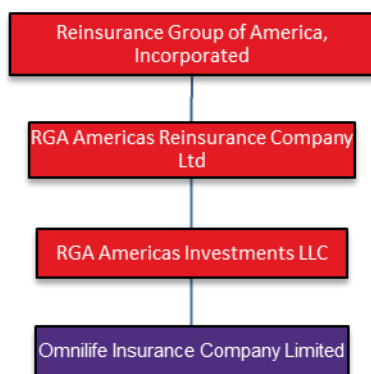 Reinsurance Group of America,
Incorporated
RGA Americas Reinsurance Company
Ltd
RGA Americas Investments LLC
Omnilife Insurance Company Limited